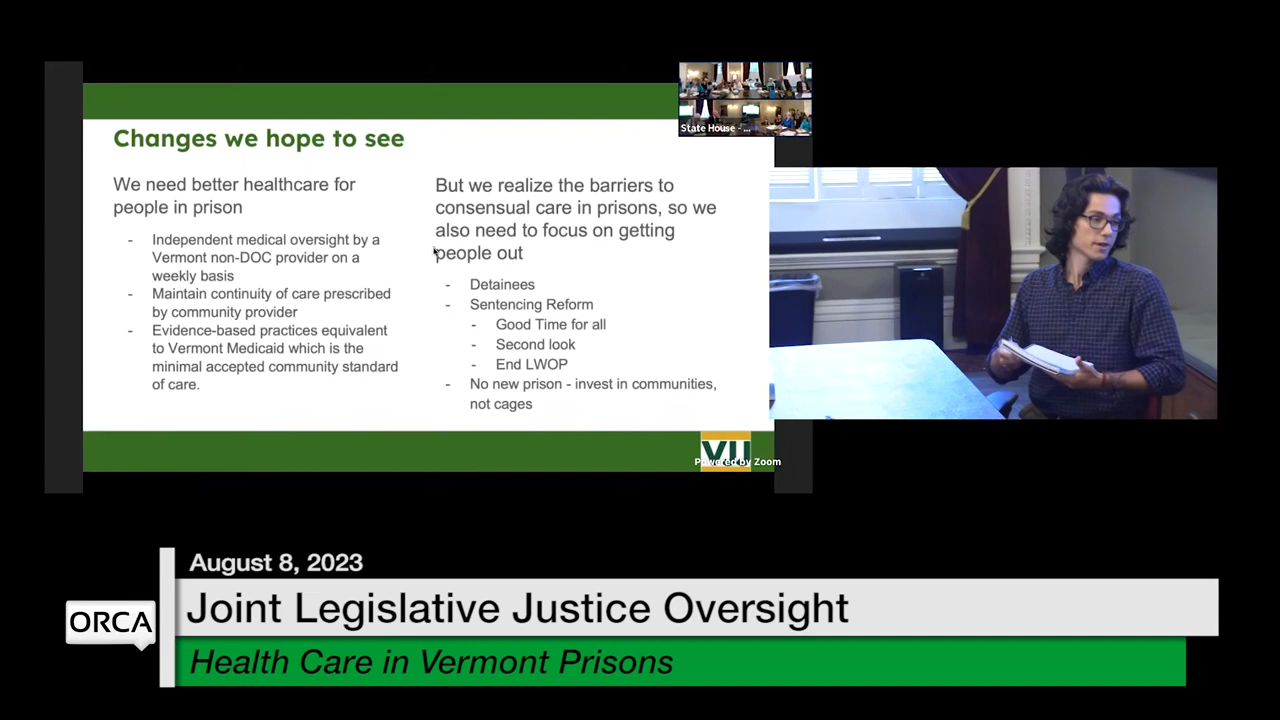 State House - ...
Changes we hope to see
We need better healthcare for
people in prison
- Independent medical oversight by a
Vermont non-DOC provider on a
weekly basis
- Maintain continuity of care prescribed
by community provider
- Evidence-based practices equivalent
to Vermont Medicaid which is the
minimal accepted community standard
of care.
But we realize the barriers to
consensual care in prisons, so we
also need to focus on getting
people out
- Detainees
- Sentencing Reform
- Good Time for all
- Second look
- End LWOP
- No new prison - invest in communities,
not cages
Powered by Zoom
August 8, 2023
ORCA
Joint Legislative Justice Oversight
Health Care in Vermont Prisons